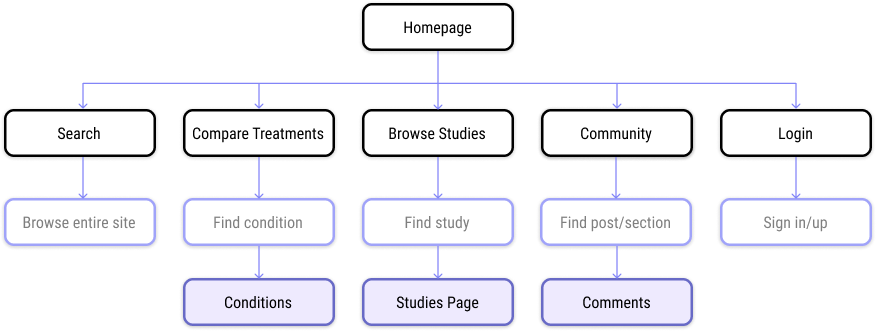 Homepage
Search
Compare Treatments
Browse Studies
Community
Login
Browse entire site
Find condition
Find study
Find post/section
Sign in/up
Conditions
Studies Page
Comments